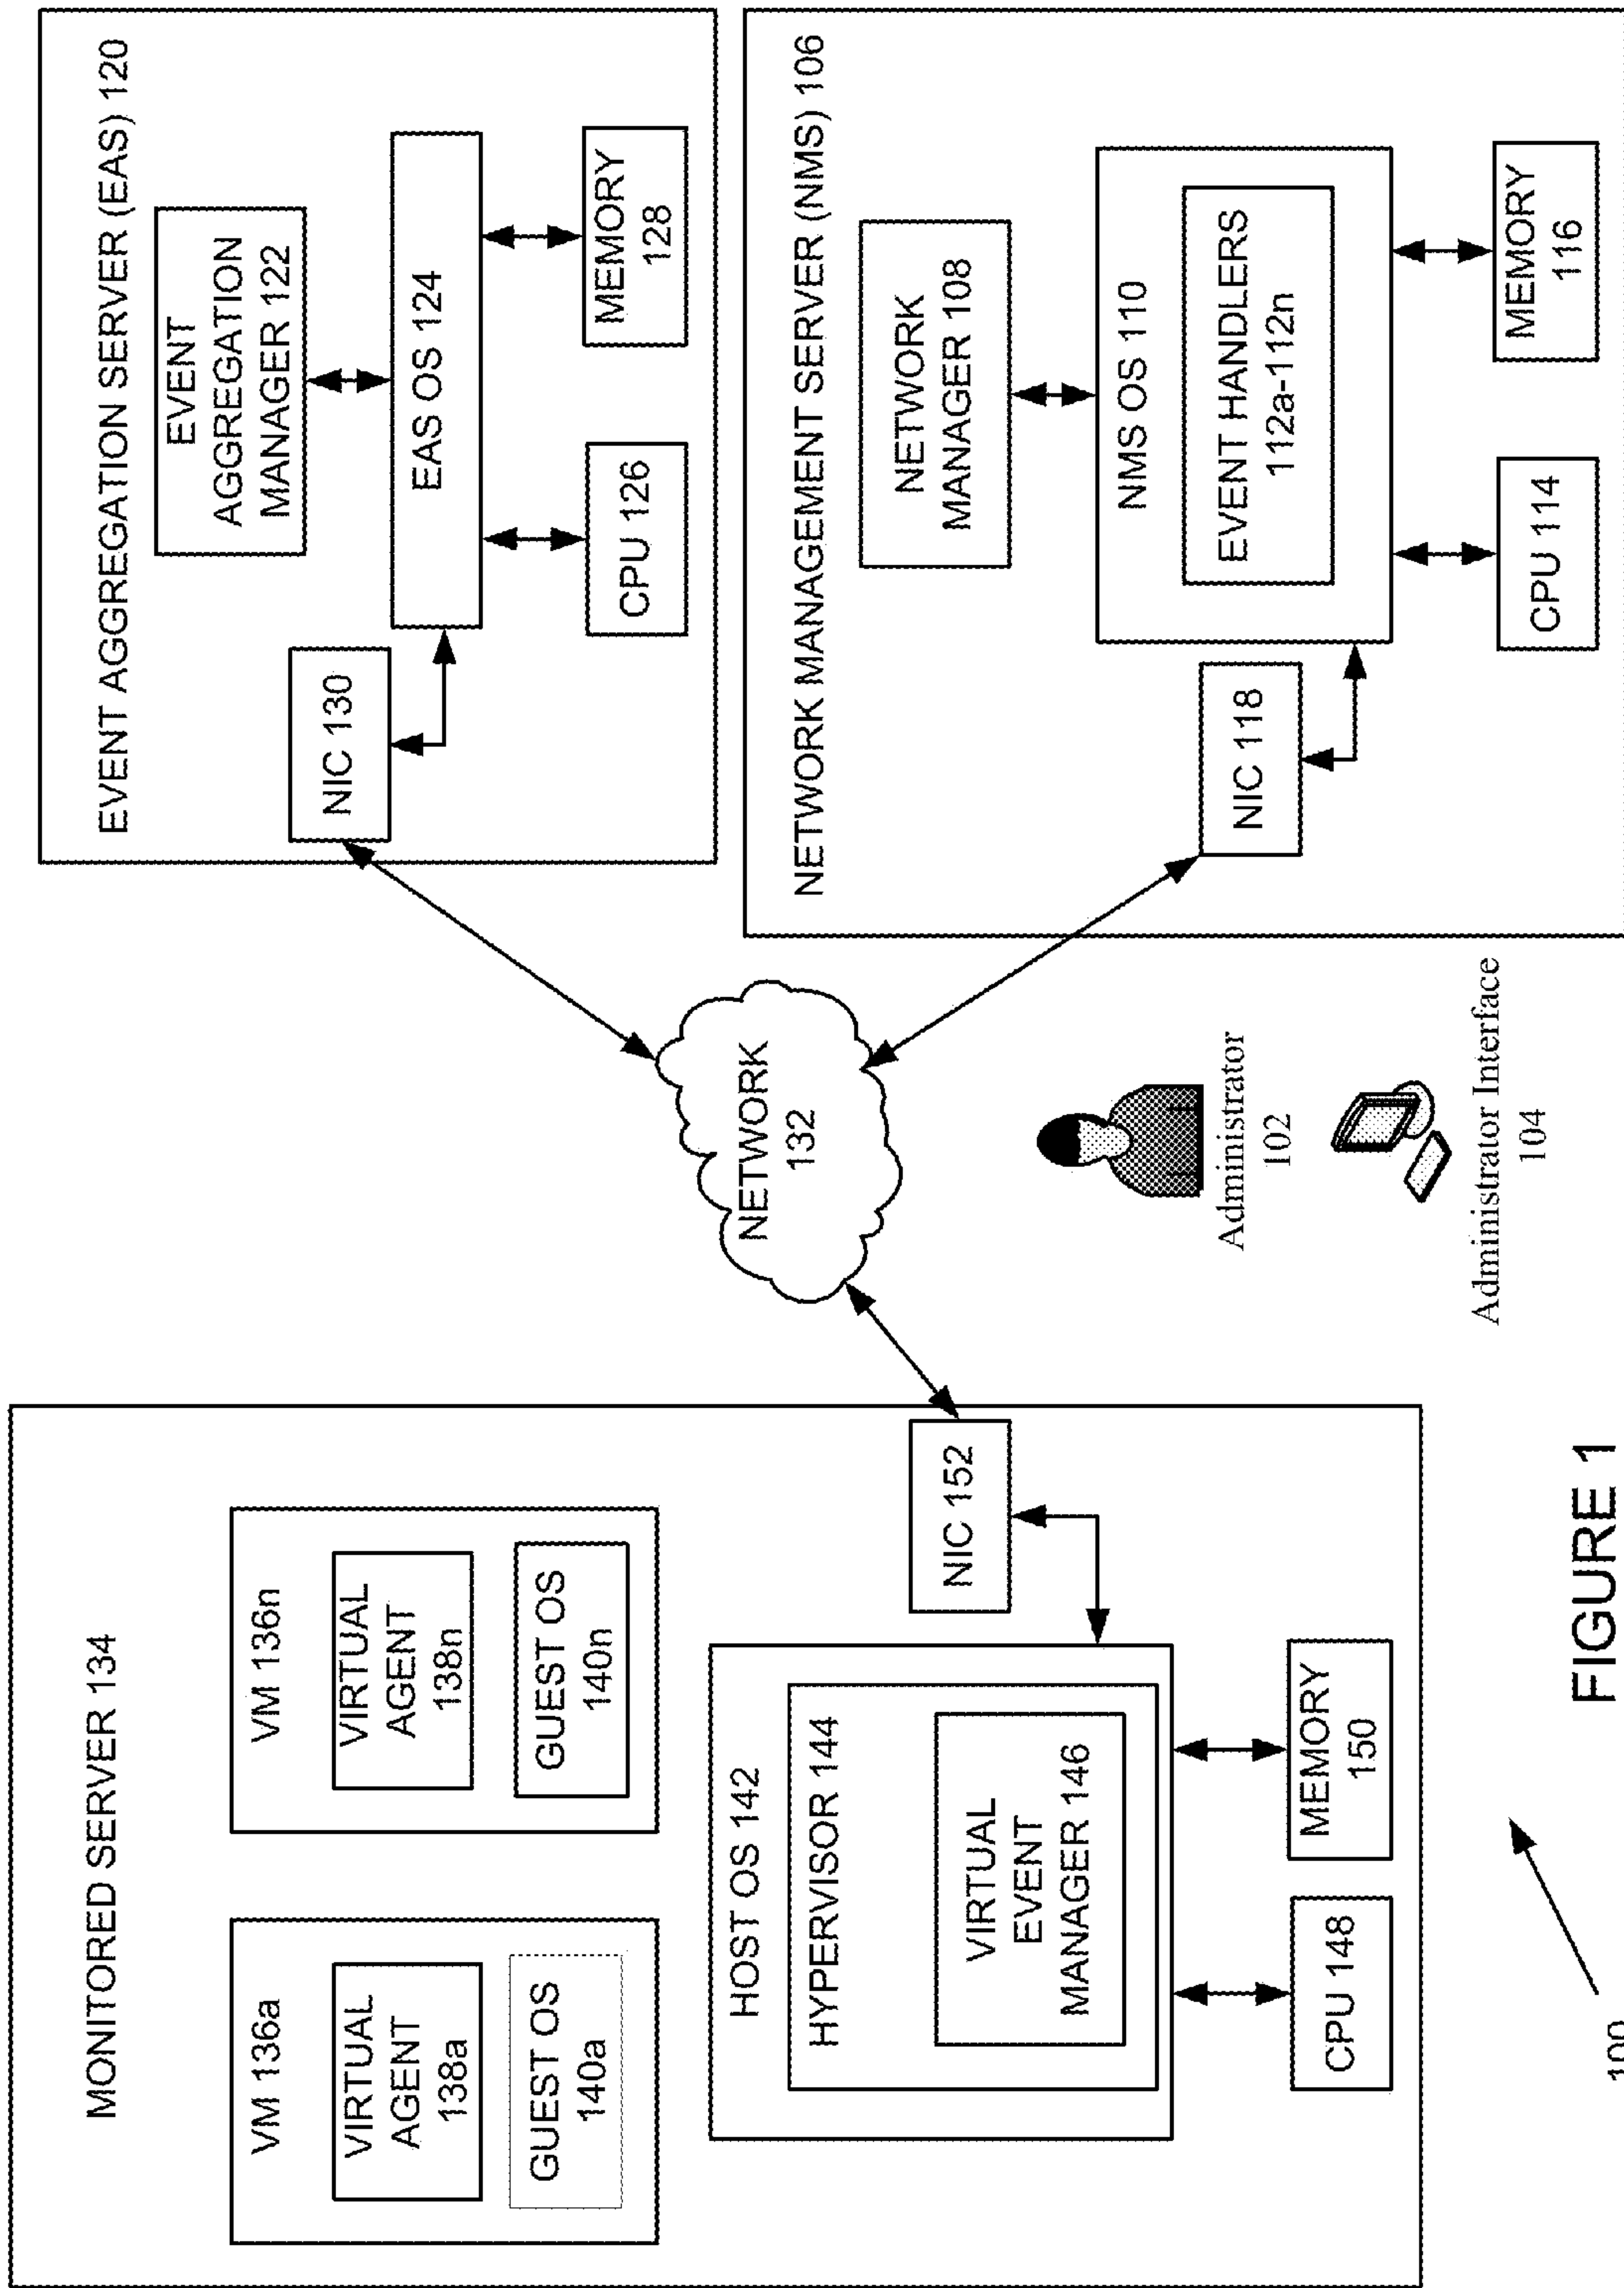 MONITORED SERVER 134
VM 136a
VIRTUAL
AGENT
138a
GUEST OS
140a
VM 136n
VIRTUAL
AGENT
138n
GUEST OS
140n
HOST OS 142
HYPERVISOR 144
VIRTUAL
EVENT
MANAGER 146
CPU 148
MEMORY
150
NIC 152
NETWORK
132
Administrator
102
Administrator Interface
104
EVENT AGGREGATION SERVER (EAS) 120
EVENT
AGGREGATION
MANAGER 122
NIC 130
EAS OS 124
CPU 126
MEMORY
128
NETWORK MANAGEMENT SERVER (NMS) 106
NETWORK
MANAGER 108
NIC 118
NMS OS 110
EVENT HANDLERS
112a-112n
CPU 114
MEMORY
116
100
FIGURE 1